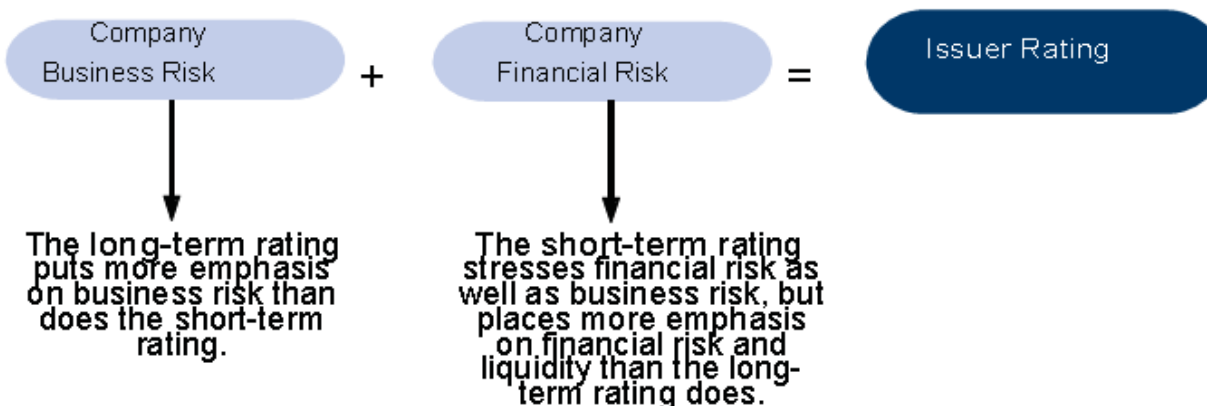 Company
Business Risk
+
Company
Financial Risk
=
Issuer Rating
The long-term rating
puts more emphasis
on business risk than
does the short-term
rating.
The short-term rating
stresses financial risk as
well as business risk, but
places more emphasis
on financial risk and
liquidity than the long-
term rating does.